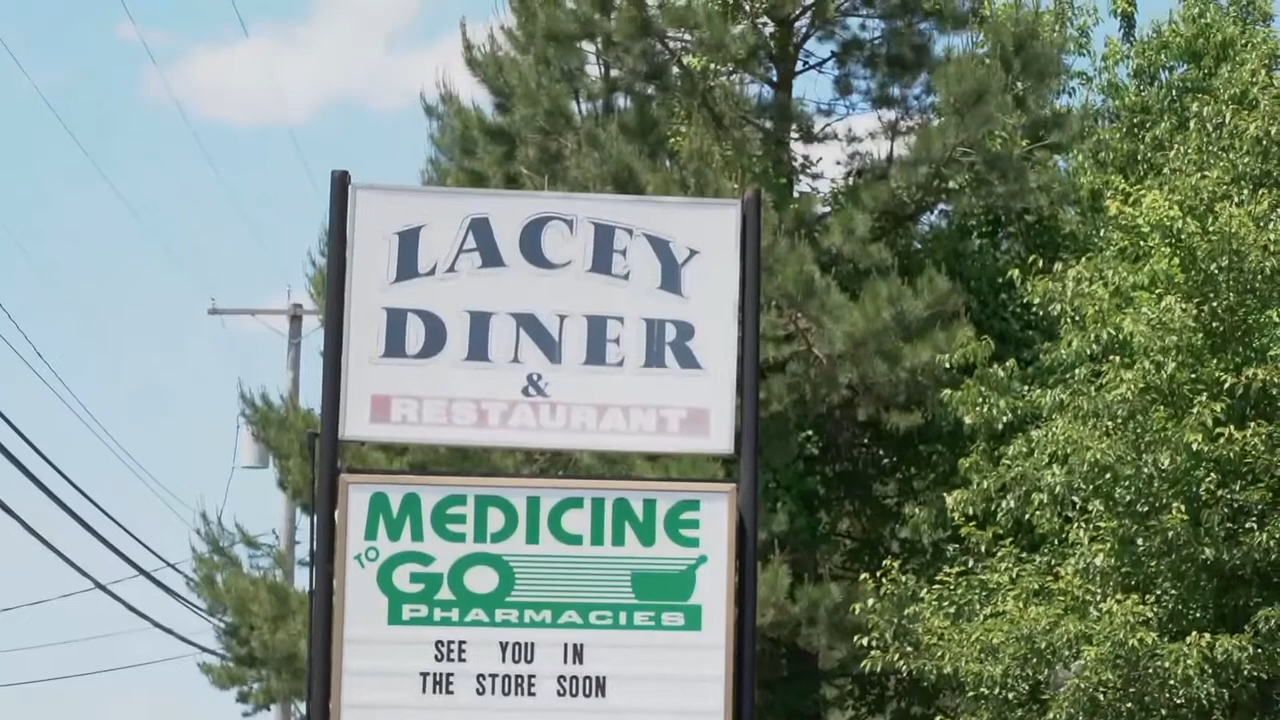 LACEY
DINER
&
RESTAURANT
MEDICINE
TO GO
PHARMACIES
SEE YOU IN
THE STORE SOON